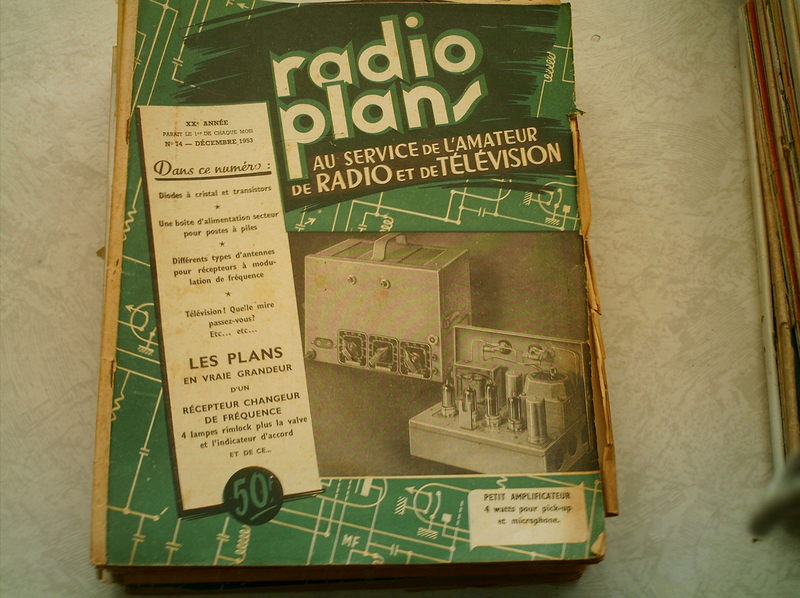 radio
plans
AU SERVICE DE L'AMATEUR
DE RADIO ET DE TÉLÉVISION
XXe ANNÉE
PARAIT LE 1er DE CHAQUE MOIS
No 74 — DÉCEMBRE 1953
Dans ce numéro :
Diodes à cristal et transistors
★
Une boîte d'alimentation secteur
pour postes à piles
★
Différents types d'antennes
pour récepteurs à modu-
lation de fréquence
★
Télévision ! Quelle mire
passez-vous?
Etc... etc...
LES PLANS
EN VRAIE GRANDEUR
D'UN
RÉCEPTEUR CHANGEUR
DE FRÉQUENCE
4 lampes rimlock plus la valve
et l'indicateur d'accord
ET DE CE...
50f
MF
PETIT AMPLIFICATEUR
4 watts pour pick-up
et microphone.